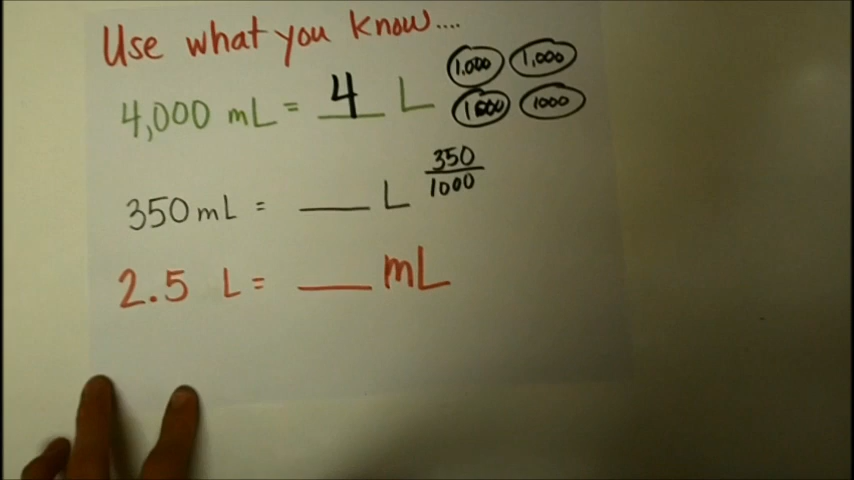 Use what you know....
4,000 mL = 4 L
1,000 1,000
1000 1000
350 mL = ___ L 350/1000
2.5 L = ___ mL